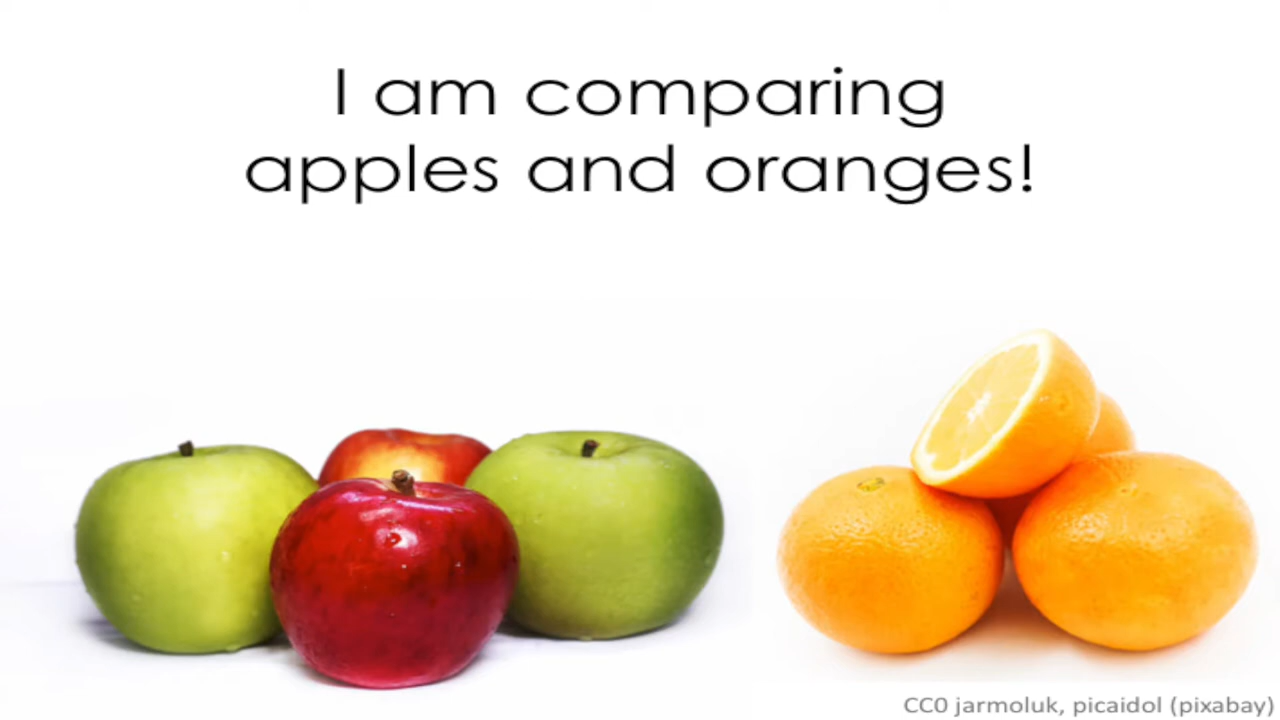 I am comparing
apples and oranges!
CC0 jarmoluk, picaidol (pixabay)